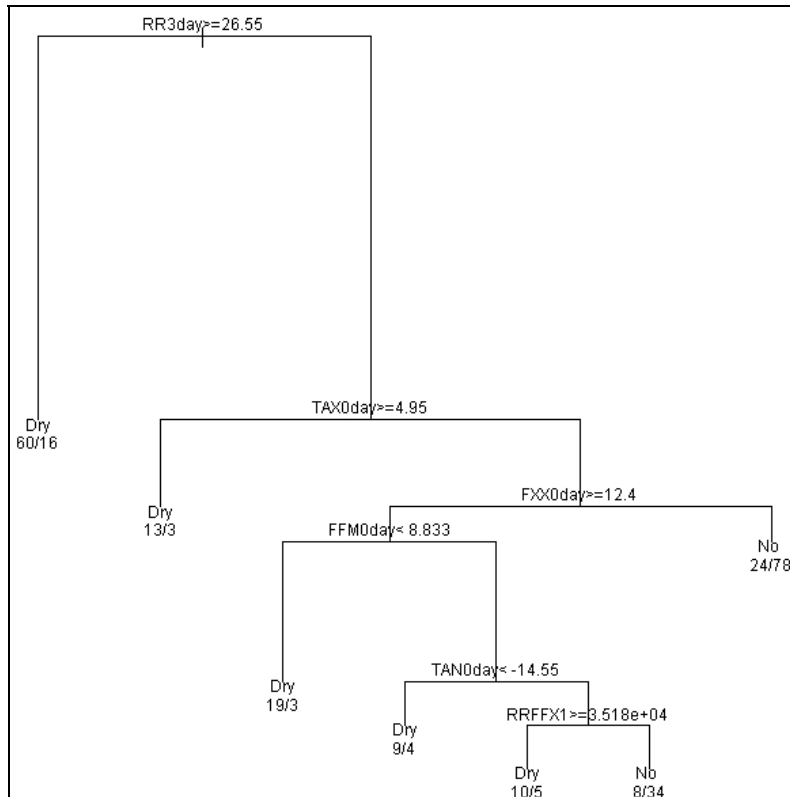 RR3day>=26.55
TAX0day>=4.95
Dry
60/16
FXX0day>=12.4
Dry
13/3
FFM0day< 8.833
No
24/78
TAN0day< -14.55
Dry
19/3
RRFFX1>=3.518e+04
Dry
9/4
Dry
10/5
No
8/34